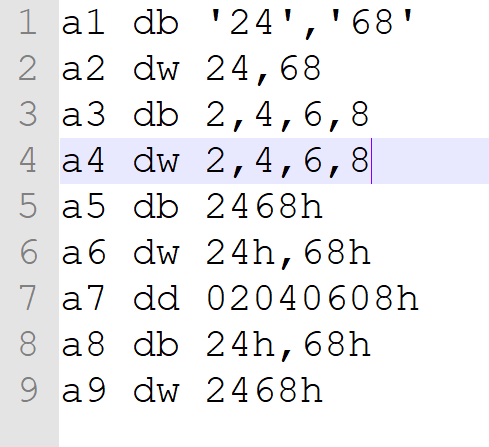 1 a1 db '24','68'
2 a2 dw 24,68
3 a3 db 2,4,6,8
4 a4 dw 2,4,6,8
5 a5 db 2468h
6 a6 dw 24h,68h
7 a7 dd 02040608h
8 a8 db 24h,68h
9 a9 dw 2468h